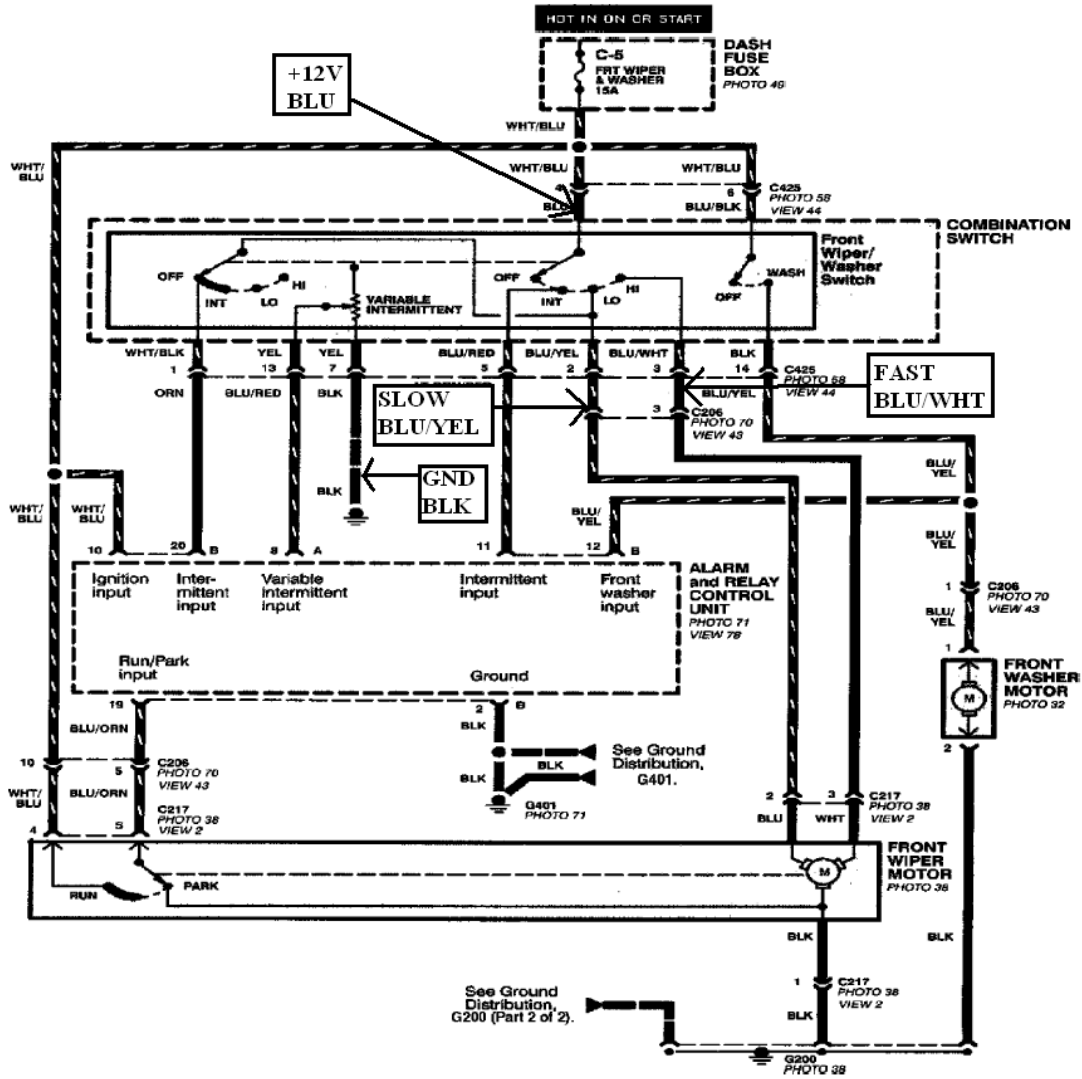 HOT IN ON OR START
C-5
FRT WIPER
& WASHER
15A
DASH
FUSE
BOX
PHOTO 49
+12V
BLU
WHT/BLU
WHT/
BLU
WHT/BLU
WHT/BLU
4
6
C425
PHOTO 58
VIEW 44
BLU
BLU/BLK
COMBINATION
SWITCH
Front
Wiper/
Washer
Switch
OFF
INT
LO
HI
VARIABLE
INTERMITTENT
OFF
INT
LO
HI
OFF
WASH
WHT/BLK
YEL
YEL
BLU/RED
BLU/YEL
BLU/WHT
BLK
1
13
7
5
2
3
14
C425
PHOTO 58
VIEW 44
ORN
BLU/RED
BLK
BLU/YEL
SLOW
BLU/YEL
FAST
BLU/WHT
3
C206
PHOTO 70
VIEW 43
GND
BLK
BLK
BLU/
YEL
WHT/
BLU
WHT/
BLU
BLU/
YEL
BLU/
YEL
10
20
B
8
A
11
12
B
Ignition
input
Inter-
mittent
input
Variable
intermittent
input
Intermittent
input
Front
washer
input
ALARM
and RELAY
CONTROL
UNIT
PHOTO 71
VIEW 78
1
C206
PHOTO 70
VIEW 43
BLU/
YEL
Run/Park
input
Ground
1
M
FRONT
WASHER
MOTOR
PHOTO 32
2
19
2
B
BLU/ORN
BLK
BLK
BLK
See Ground
Distribution,
G401.
G401
PHOTO 71
10
5
C206
PHOTO 70
VIEW 43
WHT/
BLU
BLU/ORN
C217
PHOTO 38
VIEW 2
4
5
2
3
C217
PHOTO 38
VIEW 2
BLU
WHT
RUN
PARK
M
FRONT
WIPER
MOTOR
PHOTO 38
BLK
BLK
1
C217
PHOTO 38
VIEW 2
BLK
See Ground
Distribution,
G200 (Part 2 of 2).
G200
PHOTO 38